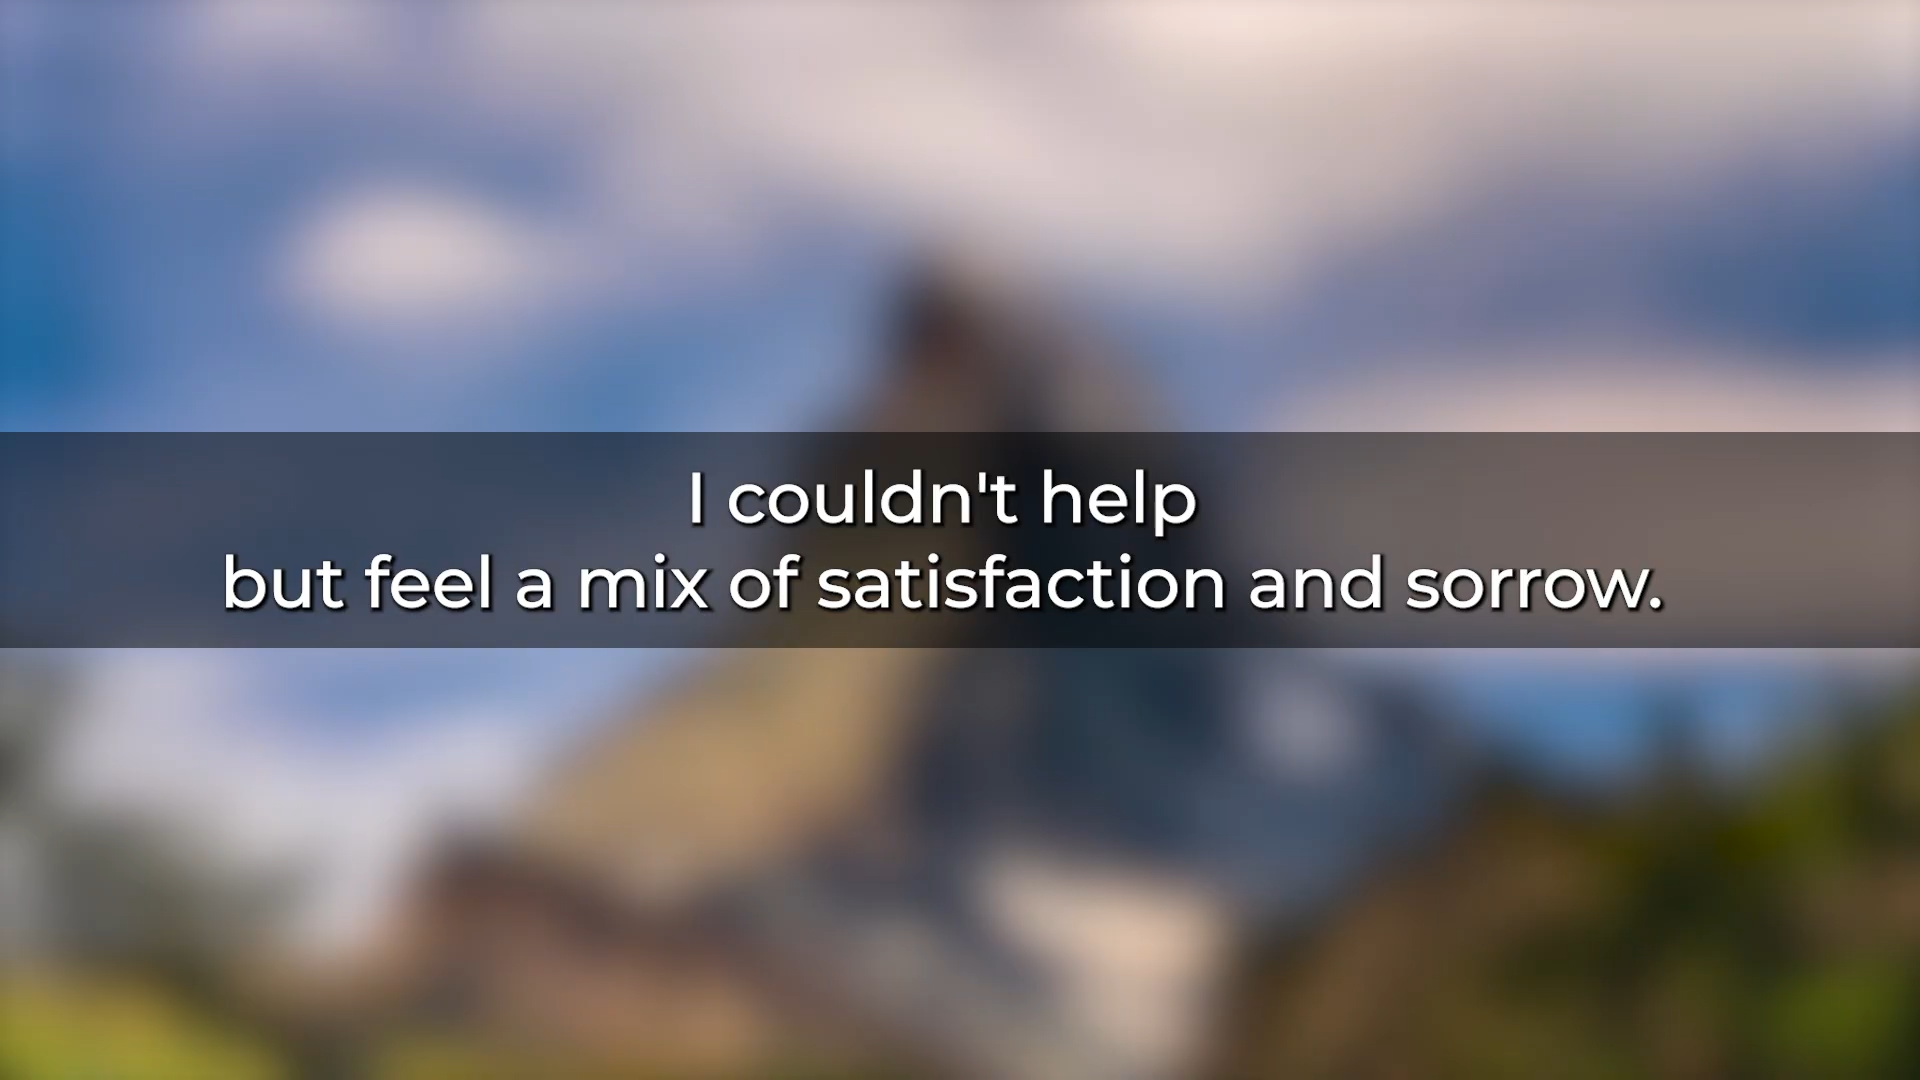 I couldn't help
but feel a mix of satisfaction and sorrow.